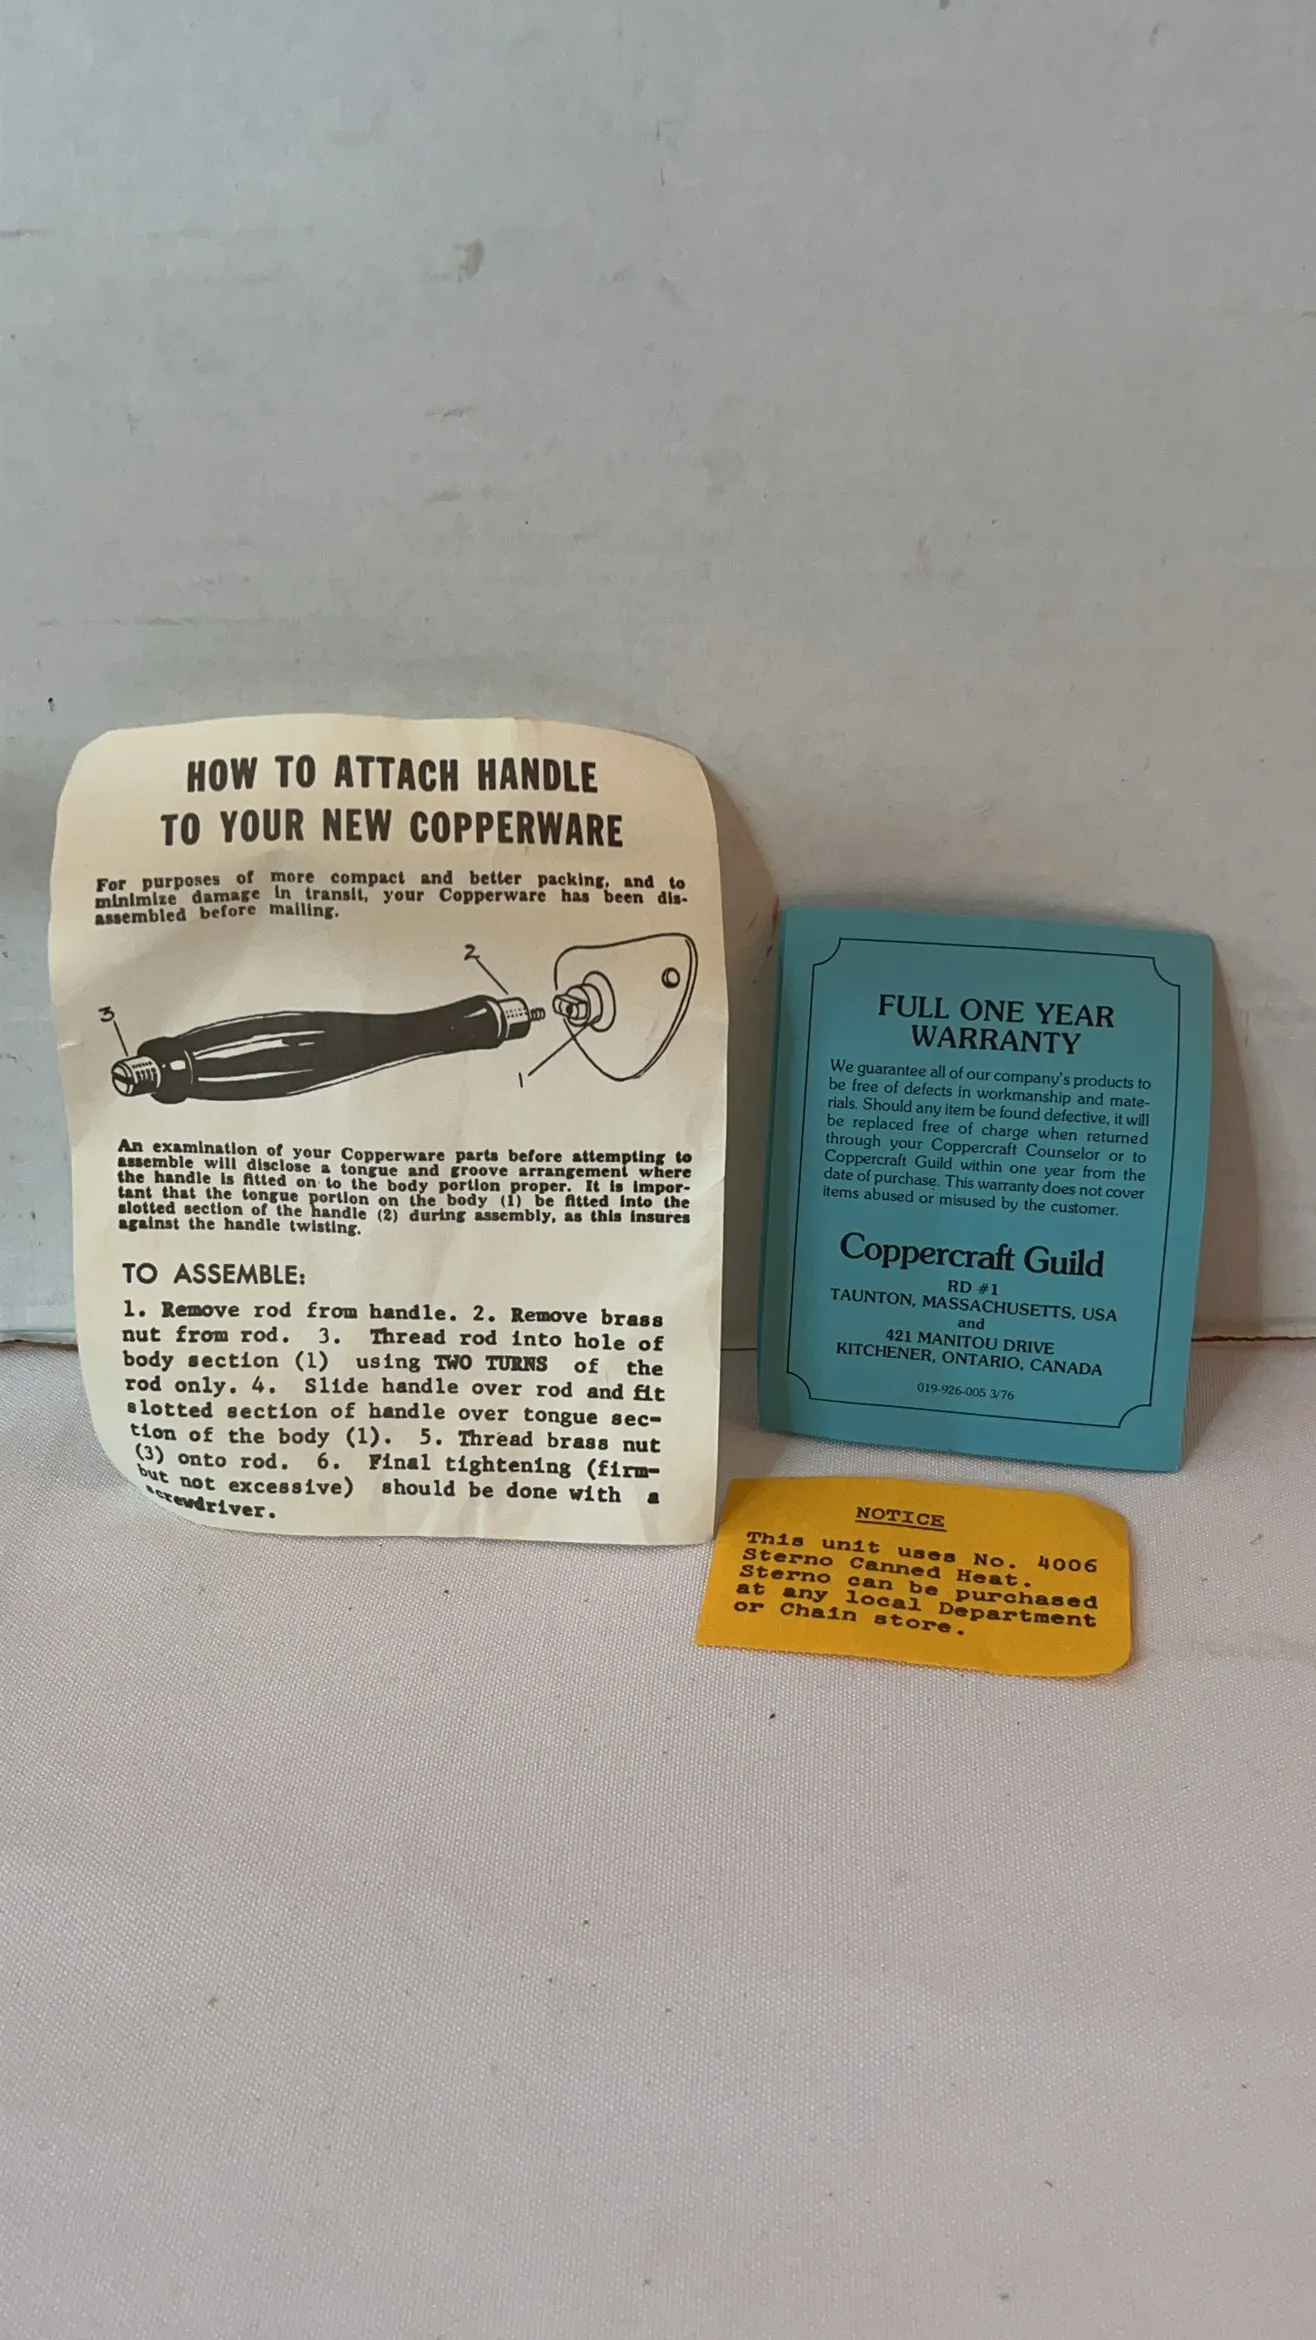 HOW TO ATTACH HANDLE
TO YOUR NEW COPPERWARE
For purposes of more compact and better packing, and to
minimize damage in transit, your Copperware has been dis-
assembled before mailing.
2
3
1
An examination of your Copperware parts before attempting to
assemble will disclose a tongue and groove arrangement where
the handle is fitted on to the body portion proper. It is impor-
tant that the tongue portion on the body (1) be fitted into the
slotted section of the handle (2) during assembly, as this insures
against the handle twisting.
TO ASSEMBLE:
1. Remove rod from handle. 2. Remove brass
nut from rod. 3. Thread rod into hole of
body section (1) using TWO TURNS of the
rod only. 4. Slide handle over rod and fit
slotted section of handle over tongue sec-
tion of the body (1). 5. Thread brass nut
(3) onto rod. 6. Final tightening (firm-
but not excessive) should be done with a
screwdriver.
FULL ONE YEAR
WARRANTY
We guarantee all of our company's products to
be free of defects in workmanship and mate-
rials. Should any item be found defective, it will
be replaced free of charge when returned
through your Coppercraft Counselor or to
Coppercraft Guild within one year from the
date of purchase. This warranty does not cover
items abused or misused by the customer.
Coppercraft Guild
RD #1
TAUNTON, MASSACHUSETTS, USA
and
421 MANITOU DRIVE
KITCHENER, ONTARIO, CANADA
019-926-005 3/76
NOTICE
This unit uses No. 4006
Sterno Canned Heat.
Sterno can be purchased
at any local Department
or Chain store.